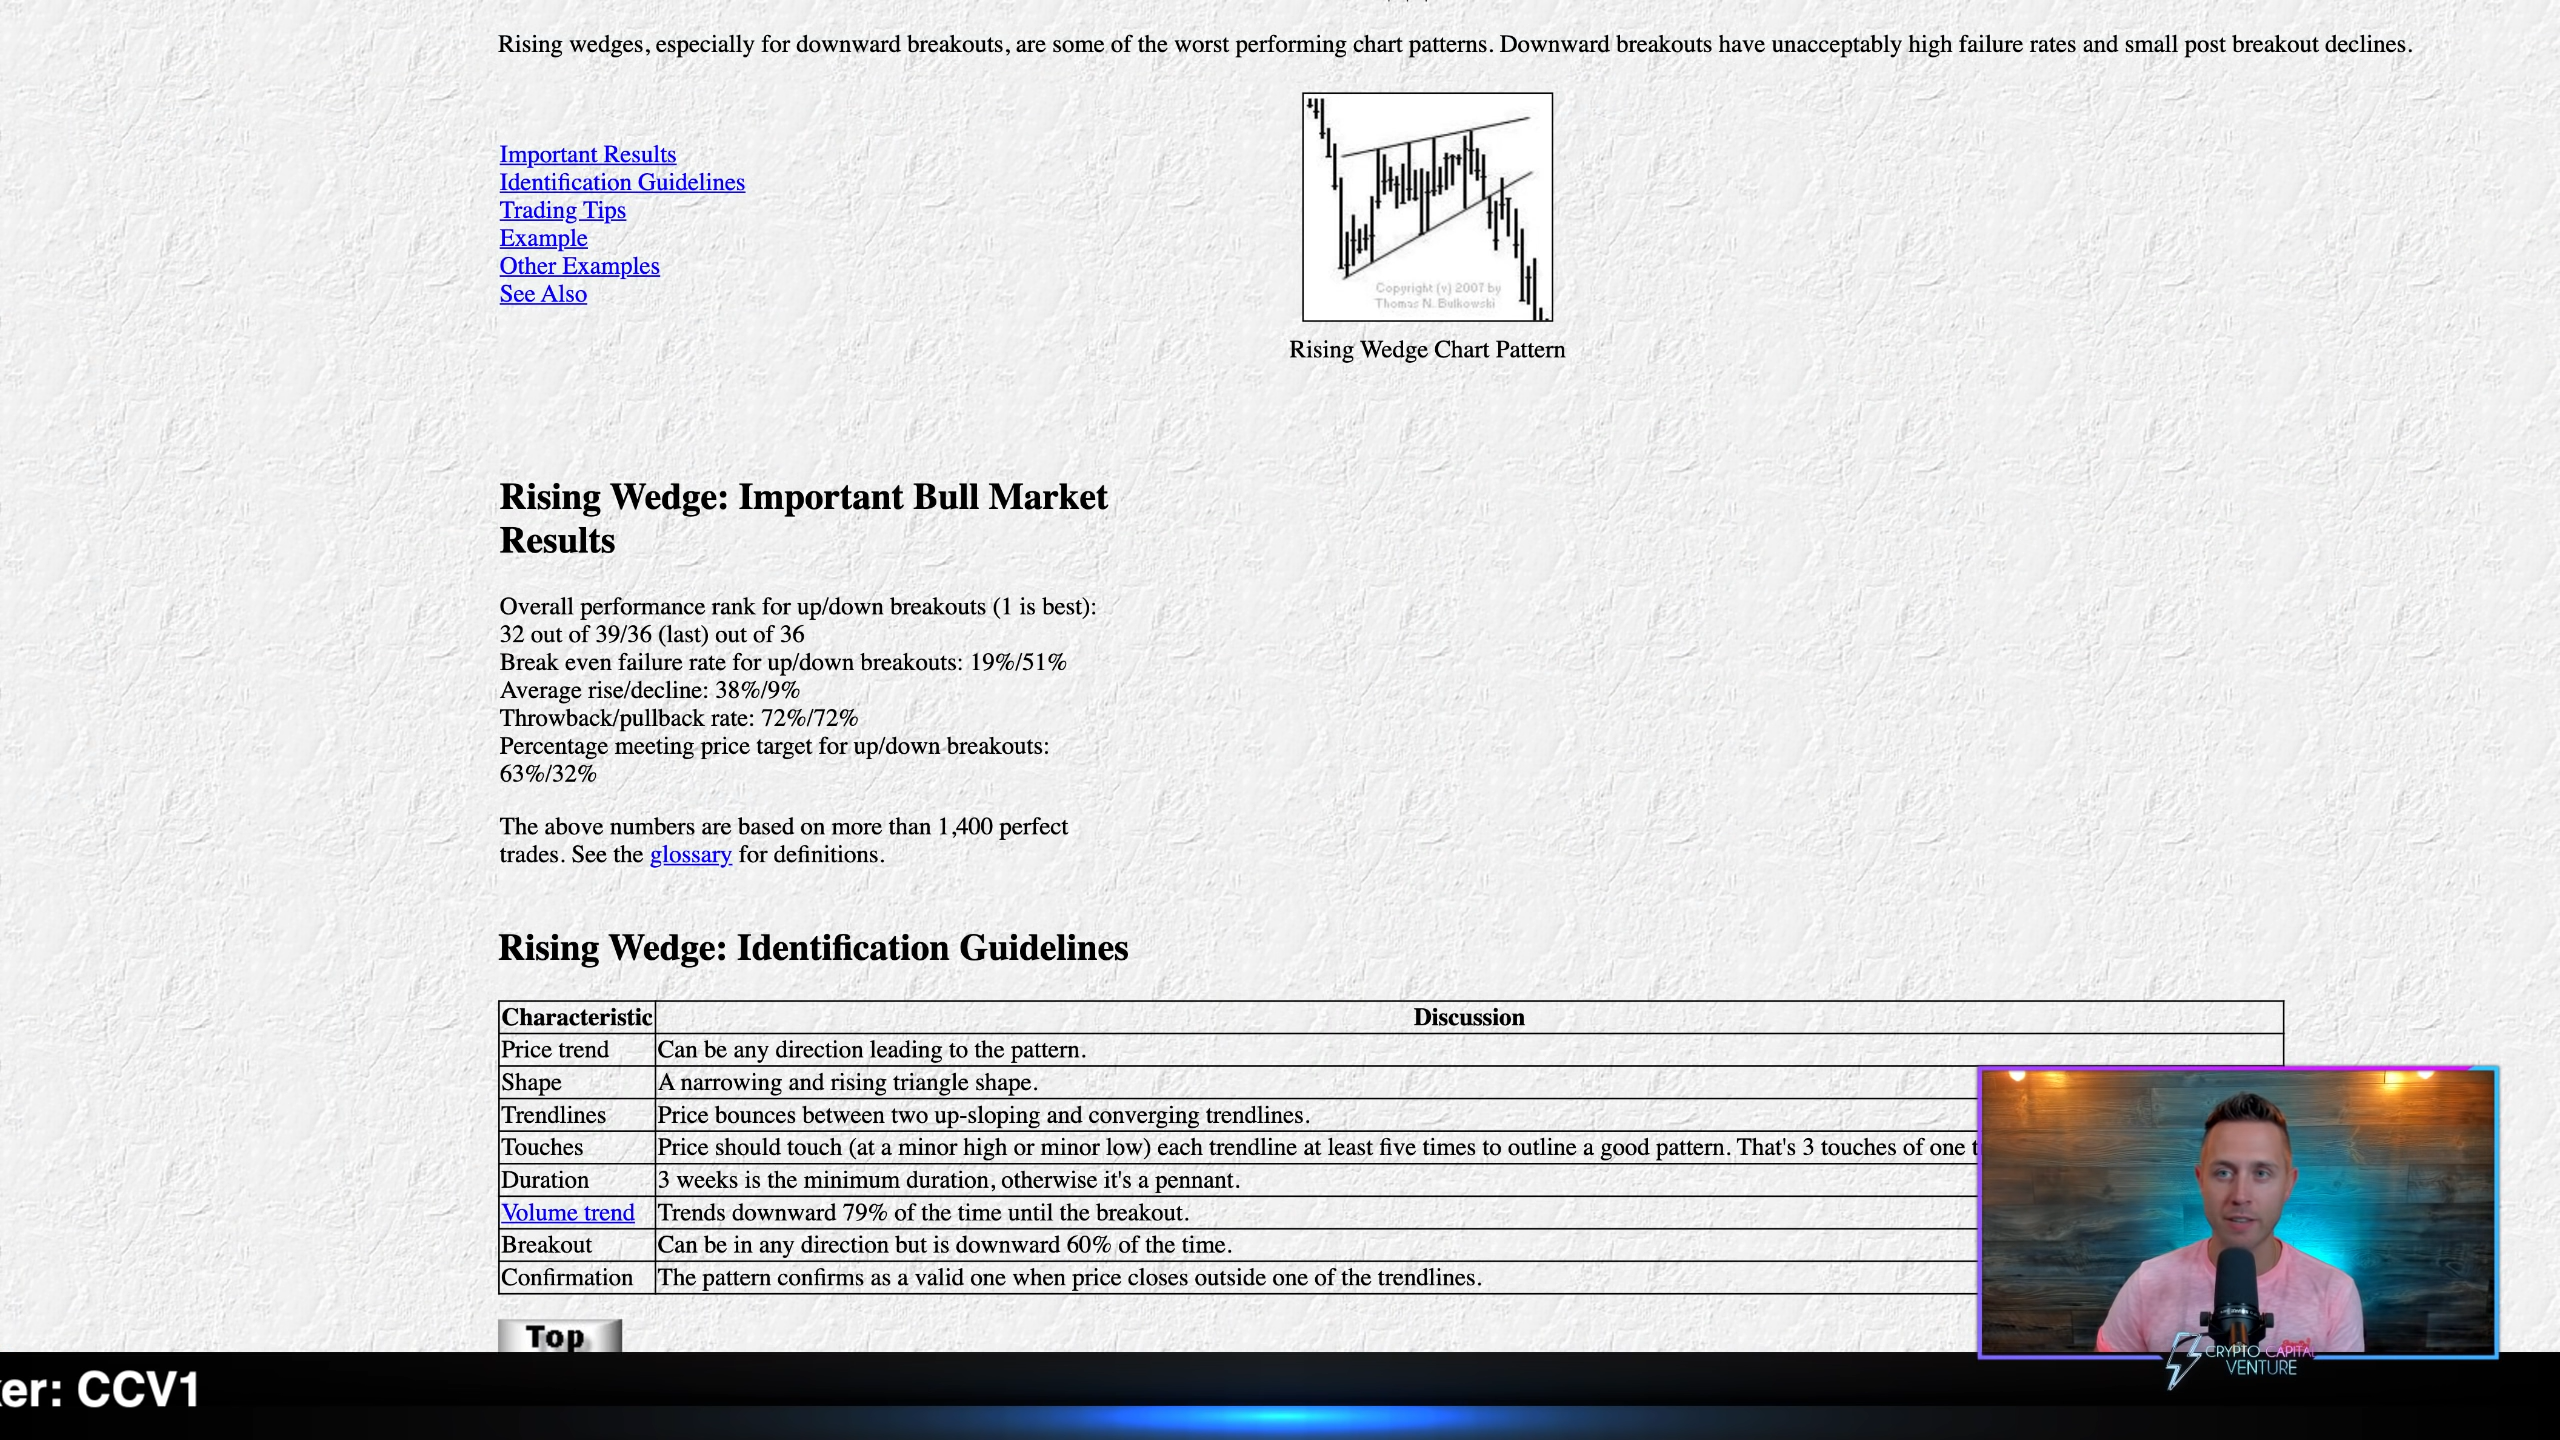 Rising wedges, especially for downward breakouts, are some of the worst performing chart patterns. Downward breakouts have unacceptably high failure rates and small post breakout declines.
Important Results
Identification Guidelines
Trading Tips
Example
Other Examples
See Also
Copyright (v) 2007 by
Thomas N. Bulkowski
Rising Wedge Chart Pattern
Rising Wedge: Important Bull Market
Results
Overall performance rank for up/down breakouts (1 is best):
32 out of 39/36 (last) out of 36
Break even failure rate for up/down breakouts: 19%/51%
Average rise/decline: 38%/9%
Throwback/pullback rate: 72%/72%
Percentage meeting price target for up/down breakouts:
63%/32%
The above numbers are based on more than 1,400 perfect
trades. See the glossary for definitions.
Rising Wedge: Identification Guidelines
Characteristic Discussion
Price trend Can be any direction leading to the pattern.
Shape A narrowing and rising triangle shape.
Trendlines Price bounces between two up-sloping and converging trendlines.
Touches Price should touch (at a minor high or minor low) each trendline at least five times to outline a good pattern. That's 3 touches of one
Duration 3 weeks is the minimum duration, otherwise it's a pennant.
Volume trend Trends downward 79% of the time until the breakout.
Breakout Can be in any direction but is downward 60% of the time.
Confirmation The pattern confirms as a valid one when price closes outside one of the trendlines.
Top
CRYPTO CAPITAL
VENTURE
er: CCV1